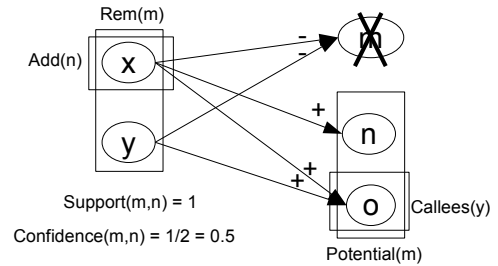 Rem(m)
Add(n)
x
-
-
m
+
n
y
+
+
o
Callees(y)
Support(m,n) = 1
Confidence(m,n) = 1/2 = 0.5
Potential(m)